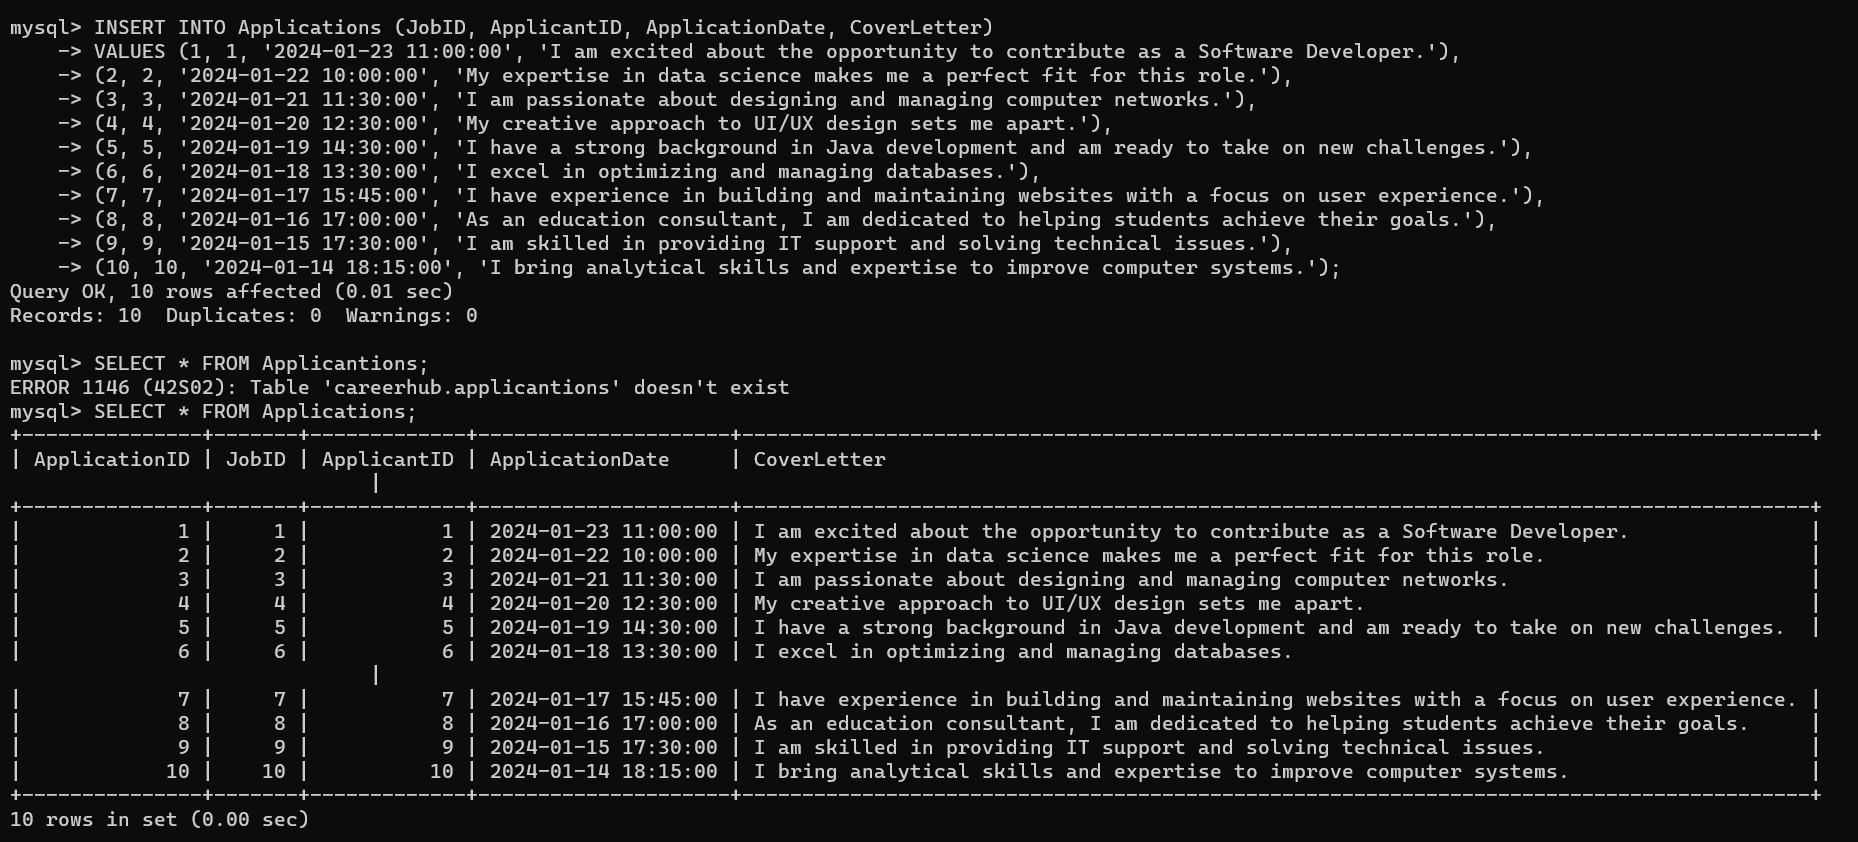 mysql> INSERT INTO Applications (JobID, ApplicantID, ApplicationDate, CoverLetter)
    -> VALUES (1, 1, '2024-01-23 11:00:00', 'I am excited about the opportunity to contribute as a Software Developer.'),
    -> (2, 2, '2024-01-22 10:00:00', 'My expertise in data science makes me a perfect fit for this role.'),
    -> (3, 3, '2024-01-21 11:30:00', 'I am passionate about designing and managing computer networks.'),
    -> (4, 4, '2024-01-20 12:30:00', 'My creative approach to UI/UX design sets me apart.'),
    -> (5, 5, '2024-01-19 14:30:00', 'I have a strong background in Java development and am ready to take on new challenges.'),
    -> (6, 6, '2024-01-18 13:30:00', 'I excel in optimizing and managing databases.'),
    -> (7, 7, '2024-01-17 15:45:00', 'I have experience in building and maintaining websites with a focus on user experience.'),
    -> (8, 8, '2024-01-16 17:00:00', 'As an education consultant, I am dedicated to helping students achieve their goals.'),
    -> (9, 9, '2024-01-15 17:30:00', 'I am skilled in providing IT support and solving technical issues.'),
    -> (10, 10, '2024-01-14 18:15:00', 'I bring analytical skills and expertise to improve computer systems.');
Query OK, 10 rows affected (0.01 sec)
Records: 10  Duplicates: 0  Warnings: 0

mysql> SELECT * FROM Applicantions;
ERROR 1146 (42S02): Table 'careerhub.applicantions' doesn't exist
mysql> SELECT * FROM Applications;
+---------------+-------+-------------+---------------------+-----------------------------------------------------------------------------------------+
| ApplicationID | JobID | ApplicantID | ApplicationDate     | CoverLetter
                              |
+---------------+-------+-------------+---------------------+-----------------------------------------------------------------------------------------+
|             1 |     1 |           1 | 2024-01-23 11:00:00 | I am excited about the opportunity to contribute as a Software Developer.               |
|             2 |     2 |           2 | 2024-01-22 10:00:00 | My expertise in data science makes me a perfect fit for this role.                      |
|             3 |     3 |           3 | 2024-01-21 11:30:00 | I am passionate about designing and managing computer networks.                         |
|             4 |     4 |           4 | 2024-01-20 12:30:00 | My creative approach to UI/UX design sets me apart.                                     |
|             5 |     5 |           5 | 2024-01-19 14:30:00 | I have a strong background in Java development and am ready to take on new challenges.  |
|             6 |     6 |           6 | 2024-01-18 13:30:00 | I excel in optimizing and managing databases.
                              |
|             7 |     7 |           7 | 2024-01-17 15:45:00 | I have experience in building and maintaining websites with a focus on user experience. |
|             8 |     8 |           8 | 2024-01-16 17:00:00 | As an education consultant, I am dedicated to helping students achieve their goals.     |
|             9 |     9 |           9 | 2024-01-15 17:30:00 | I am skilled in providing IT support and solving technical issues.                      |
|            10 |    10 |          10 | 2024-01-14 18:15:00 | I bring analytical skills and expertise to improve computer systems.                    |
+---------------+-------+-------------+---------------------+-----------------------------------------------------------------------------------------+
10 rows in set (0.00 sec)